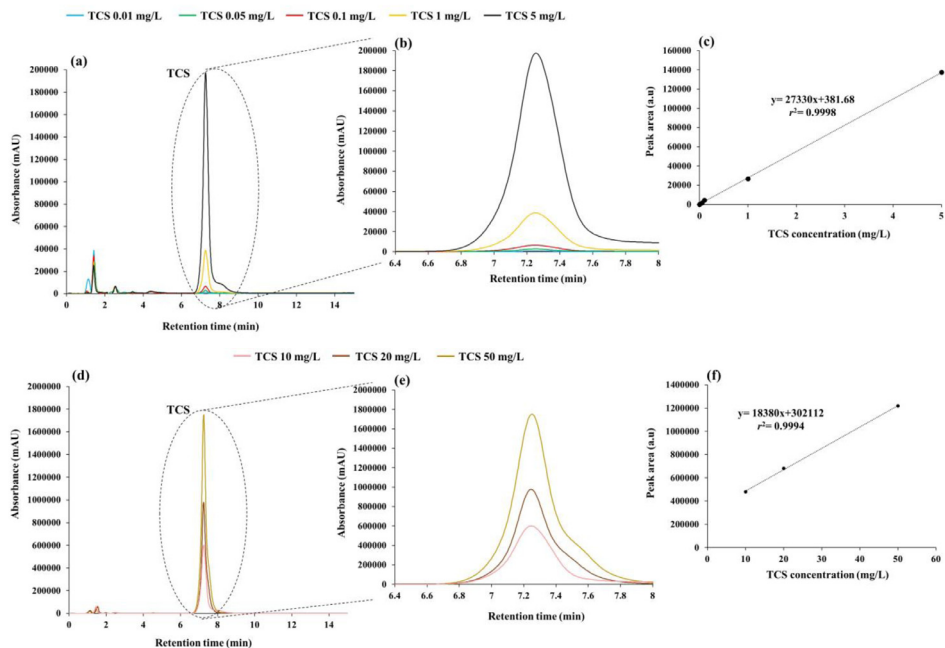 TCS 0.01 mg/L TCS 0.05 mg/L TCS 0.1 mg/L TCS 1 mg/L TCS 5 mg/L
(a)
TCS
Absorbance (mAU)
200000
180000
160000
140000
120000
100000
80000
60000
40000
20000
0
0 2 4 6 8 10 12 14
Retention time (min)
(b)
Absorbance (mAU)
200000
180000
160000
140000
120000
100000
80000
60000
40000
20000
0
6.4 6.6 6.8 7 7.2 7.4 7.6 7.8 8
Retention time (min)
(c)
Peak area (a.u)
160000
140000
120000
100000
80000
60000
40000
20000
0
y= 27330x+381.68
r²= 0.9998
0 1 2 3 4 5
TCS concentration (mg/L)
TCS 10 mg/L TCS 20 mg/L TCS 50 mg/L
(d)
TCS
Absorbance (mAU)
2000000
1800000
1600000
1400000
1200000
1000000
800000
600000
400000
200000
0
0 2 4 6 8 10 12 14
Retention time (min)
(e)
Absorbance (mAU)
2000000
1800000
1600000
1400000
1200000
1000000
800000
600000
400000
200000
0
6.4 6.6 6.8 7 7.2 7.4 7.6 7.8 8
Retention time (min)
(f)
Peak area (a.u)
1400000
1200000
1000000
800000
600000
400000
200000
0
y= 18380x+302112
r²= 0.9994
0 10 20 30 40 50 60
TCS concentration (mg/L)